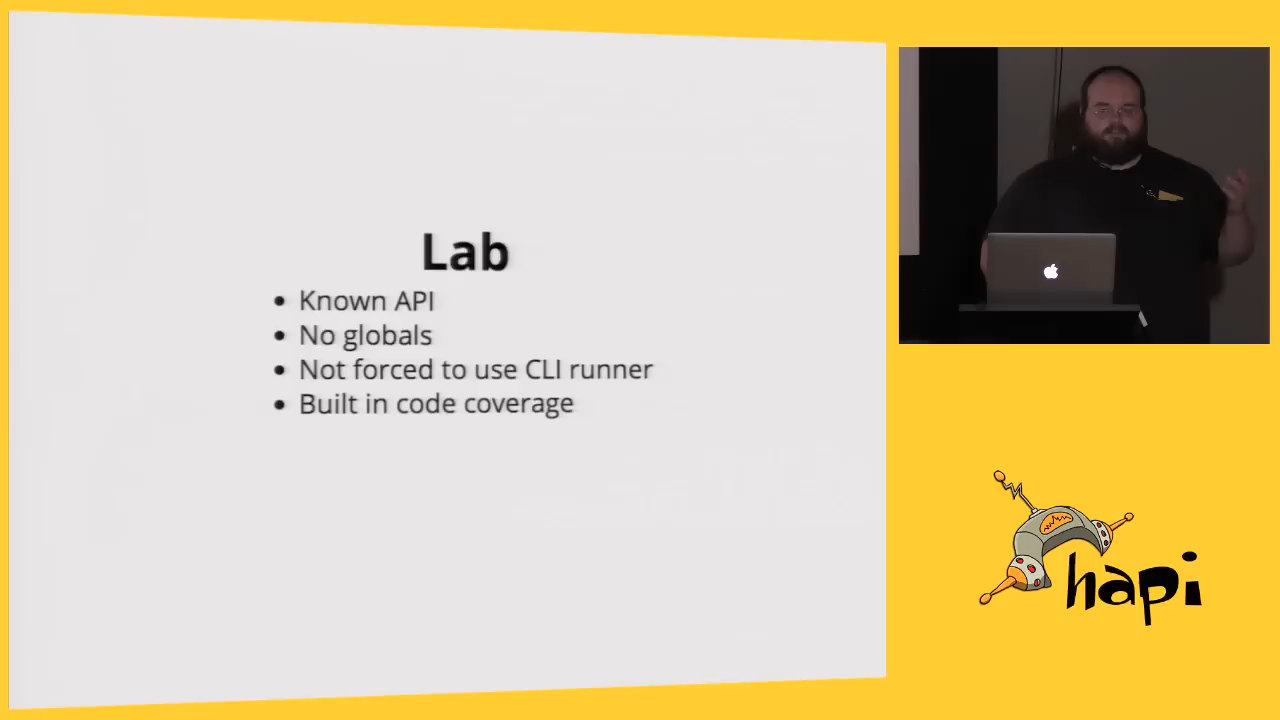 Lab
• Known API
• No globals
• Not forced to use CLI runner
• Built in code coverage
hapi